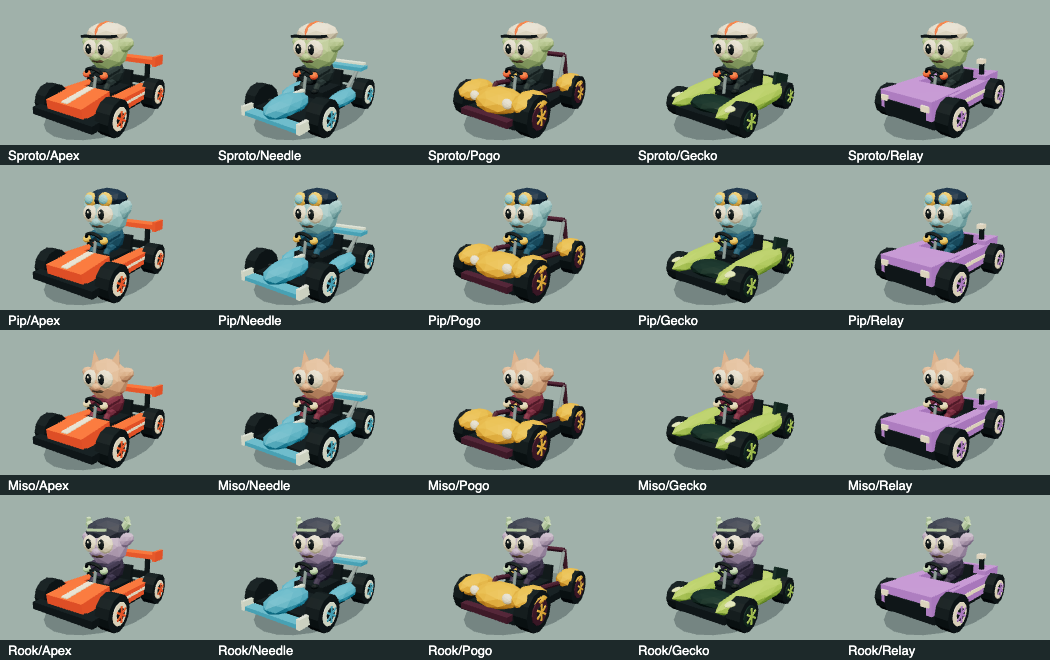 Sproto/Apex Sproto/Needle Sproto/Pogo Sproto/Gecko Sproto/Relay
Pip/Apex Pip/Needle Pip/Pogo Pip/Gecko Pip/Relay
Miso/Apex Miso/Needle Miso/Pogo Miso/Gecko Miso/Relay
Rook/Apex Rook/Needle Rook/Pogo Rook/Gecko Rook/Relay